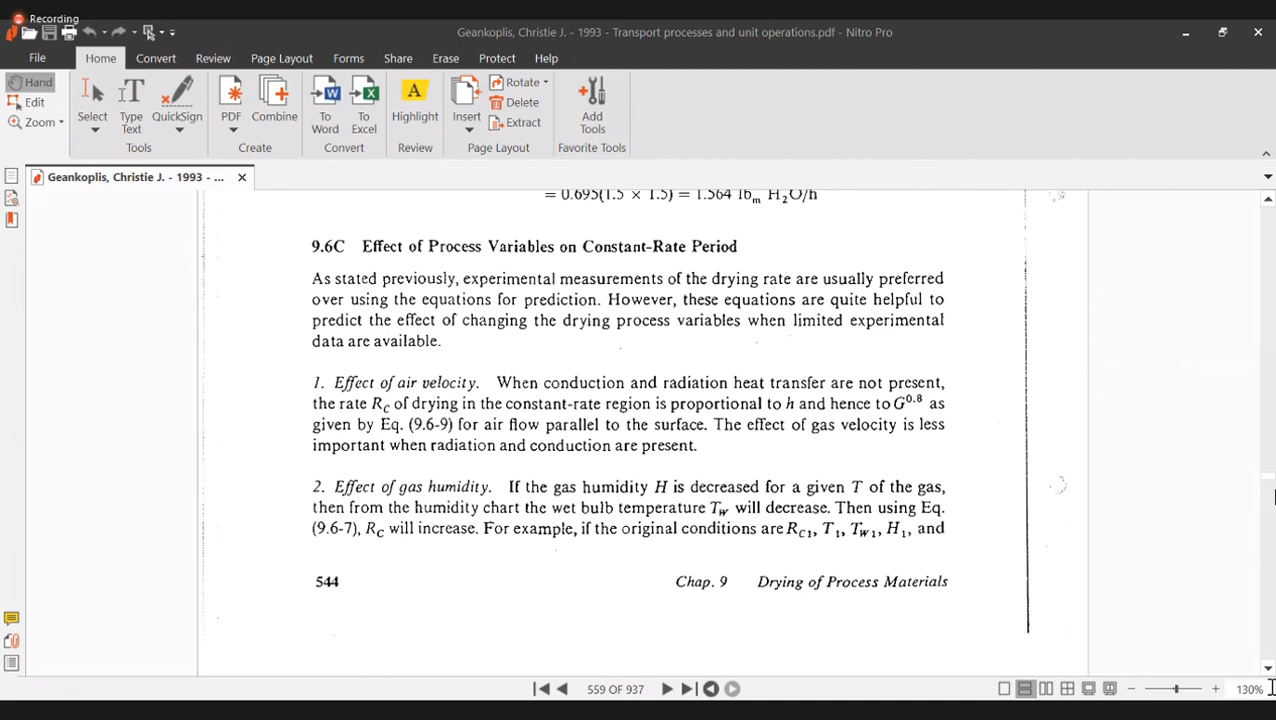 Recording
Geankoplis, Christie J. - 1993 - Transport processes and unit operations.pdf - Nitro Pro
File Home Convert Review Page Layout Forms Share Erase Protect Help
Hand
Edit
Zoom
Select
Type Text
QuickSign
Tools
PDF
Combine
Create
To Word
To Excel
Convert
Highlight
Review
Insert
Rotate
Delete
Extract
Page Layout
Add Tools
Favorite Tools
Geankoplis, Christie J. - 1993 - ...
= 0.695(1.5 × 1.5) = 1.564 lbₘ H₂O/h
9.6C Effect of Process Variables on Constant-Rate Period
As stated previously, experimental measurements of the drying rate are usually preferred
over using the equations for prediction. However, these equations are quite helpful to
predict the effect of changing the drying process variables when limited experimental
data are available.
1. Effect of air velocity. When conduction and radiation heat transfer are not present,
the rate R_C of drying in the constant-rate region is proportional to h and hence to G⁰·⁸ as
given by Eq. (9.6-9) for air flow parallel to the surface. The effect of gas velocity is less
important when radiation and conduction are present.
2. Effect of gas humidity. If the gas humidity H is decreased for a given T of the gas,
then from the humidity chart the wet bulb temperature T_W will decrease. Then using Eq.
(9.6-7), R_C will increase. For example, if the original conditions are R_C1, T₁, T_W1, H₁, and
544 Chap. 9 Drying of Process Materials
559 OF 937
130%